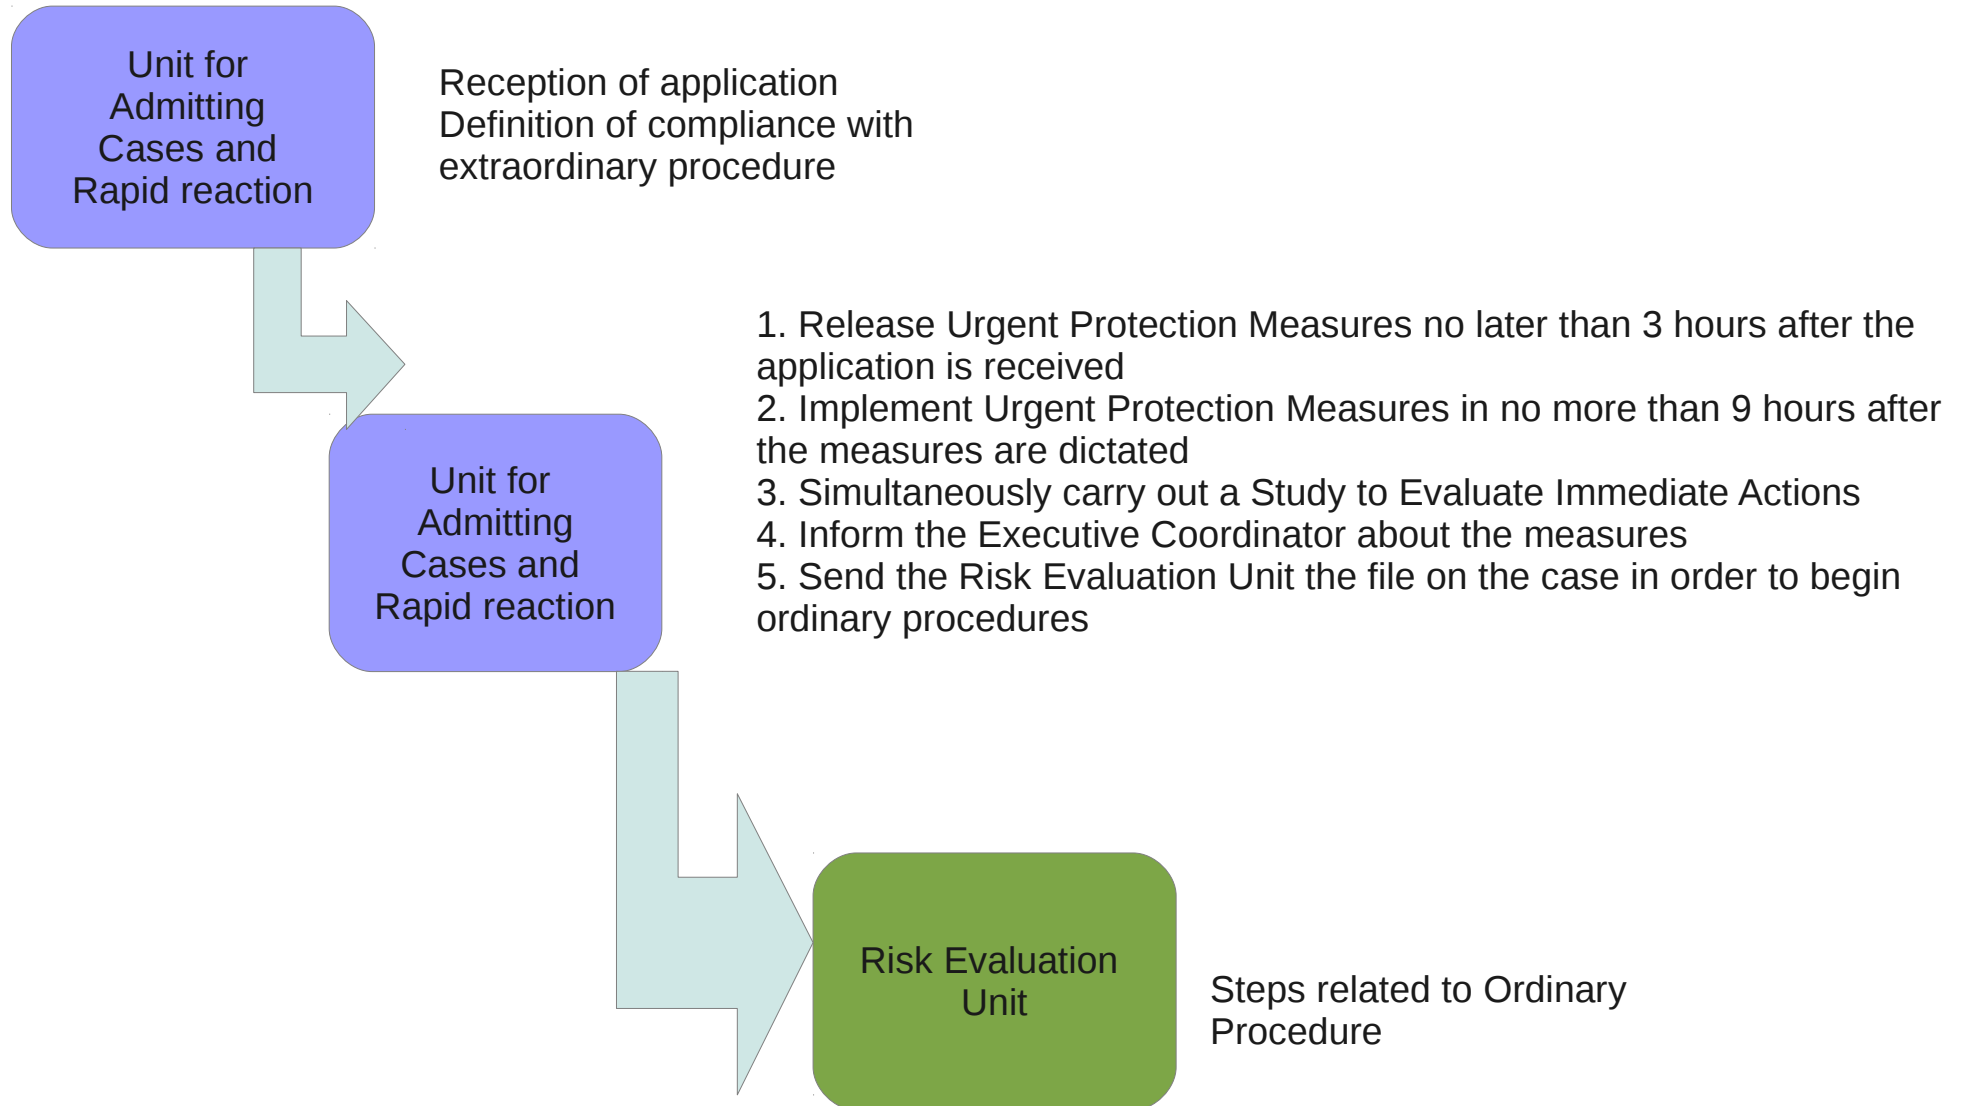 Unit for
Admitting
Cases and
Rapid reaction
Reception of application
Definition of compliance with
extraordinary procedure
1. Release Urgent Protection Measures no later than 3 hours after the
application is received
2. Implement Urgent Protection Measures in no more than 9 hours after
the measures are dictated
3. Simultaneously carry out a Study to Evaluate Immediate Actions
4. Inform the Executive Coordinator about the measures
5. Send the Risk Evaluation Unit the file on the case in order to begin
ordinary procedures
Unit for
Admitting
Cases and
Rapid reaction
Risk Evaluation
Unit
Steps related to Ordinary
Procedure